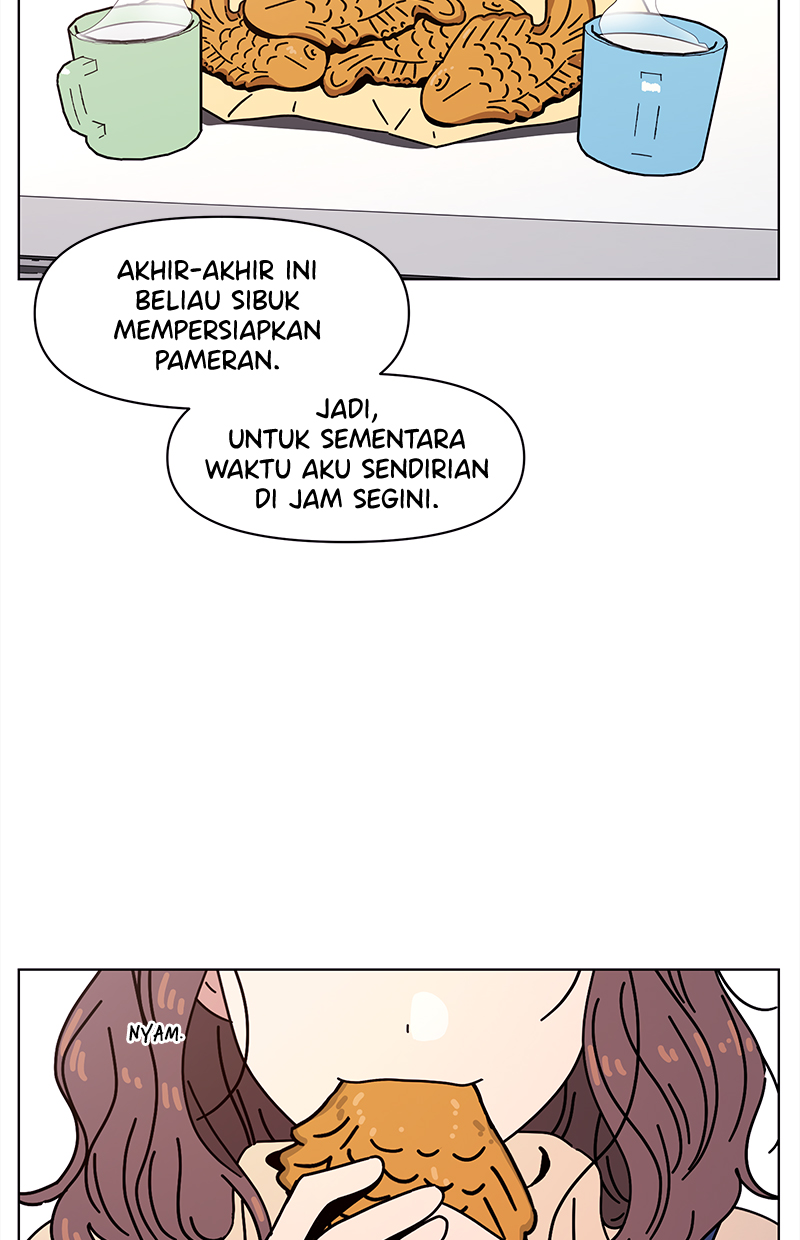 AKHIR-AKHIR INI
BELIAU SIBUK
MEMPERSIAPKAN
PAMERAN.
JADI,
UNTUK SEMENTARA
WAKTU AKU SENDIRIAN
DI JAM SEGINI.
NYAM.